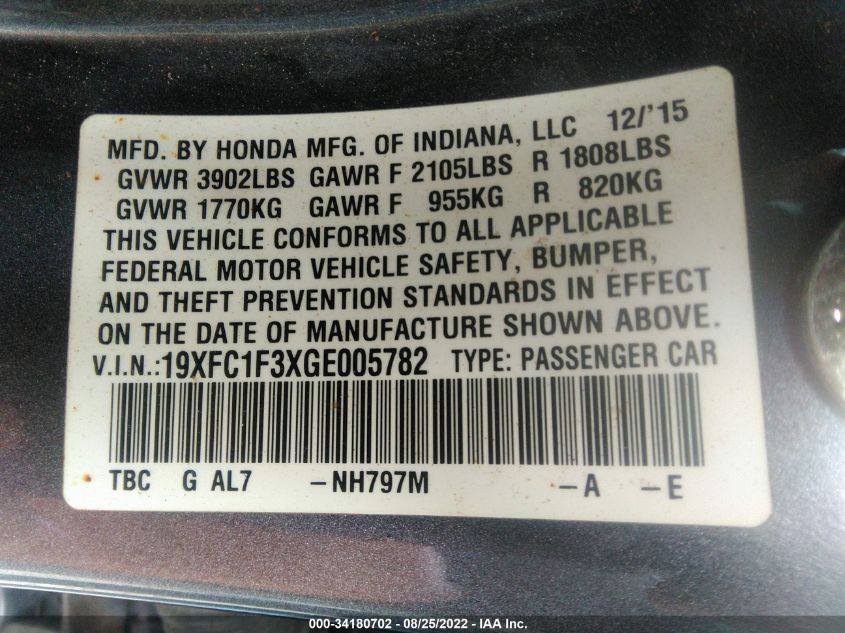 MFD. BY HONDA MFG. OF INDIANA, LLC 12/'15
GVWR 3902LBS GAWR F 2105LBS R 1808LBS
GVWR 1770KG GAWR F 955KG R 820KG
THIS VEHICLE CONFORMS TO ALL APPLICABLE
FEDERAL MOTOR VEHICLE SAFETY, BUMPER,
AND THEFT PREVENTION STANDARDS IN EFFECT
ON THE DATE OF MANUFACTURE SHOWN ABOVE.
V.I.N.:19XFC1F3XGE005782 TYPE: PASSENGER CAR
TBC G AL7 –NH797M –A –E
000-34180702 - 08/25/2022 - IAA Inc.